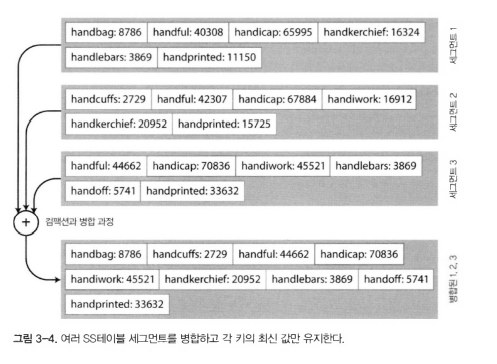 handbag: 8786 handful: 40308 handicap: 65995 handkerchief: 16324
handlebars: 3869 handprinted: 11150
세그먼트 1
handcuffs: 2729 handful: 42307 handicap: 67884 handiwork: 16912
handkerchief: 20952 handprinted: 15725
세그먼트 2
handful: 44662 handicap: 70836 handiwork: 45521 handlebars: 3869
handoff: 5741 handprinted: 33632
세그먼트 3
+ 컴팩션과 병합 과정
handbag: 8786 handcuffs: 2729 handful: 44662 handicap: 70836
handiwork: 45521 handkerchief: 20952 handlebars: 3869 handoff: 5741
handprinted: 33632
병합된 1, 2, 3
그림 3-4. 여러 SS테이블 세그먼트를 병합하고 각 키의 최신 값만 유지한다.